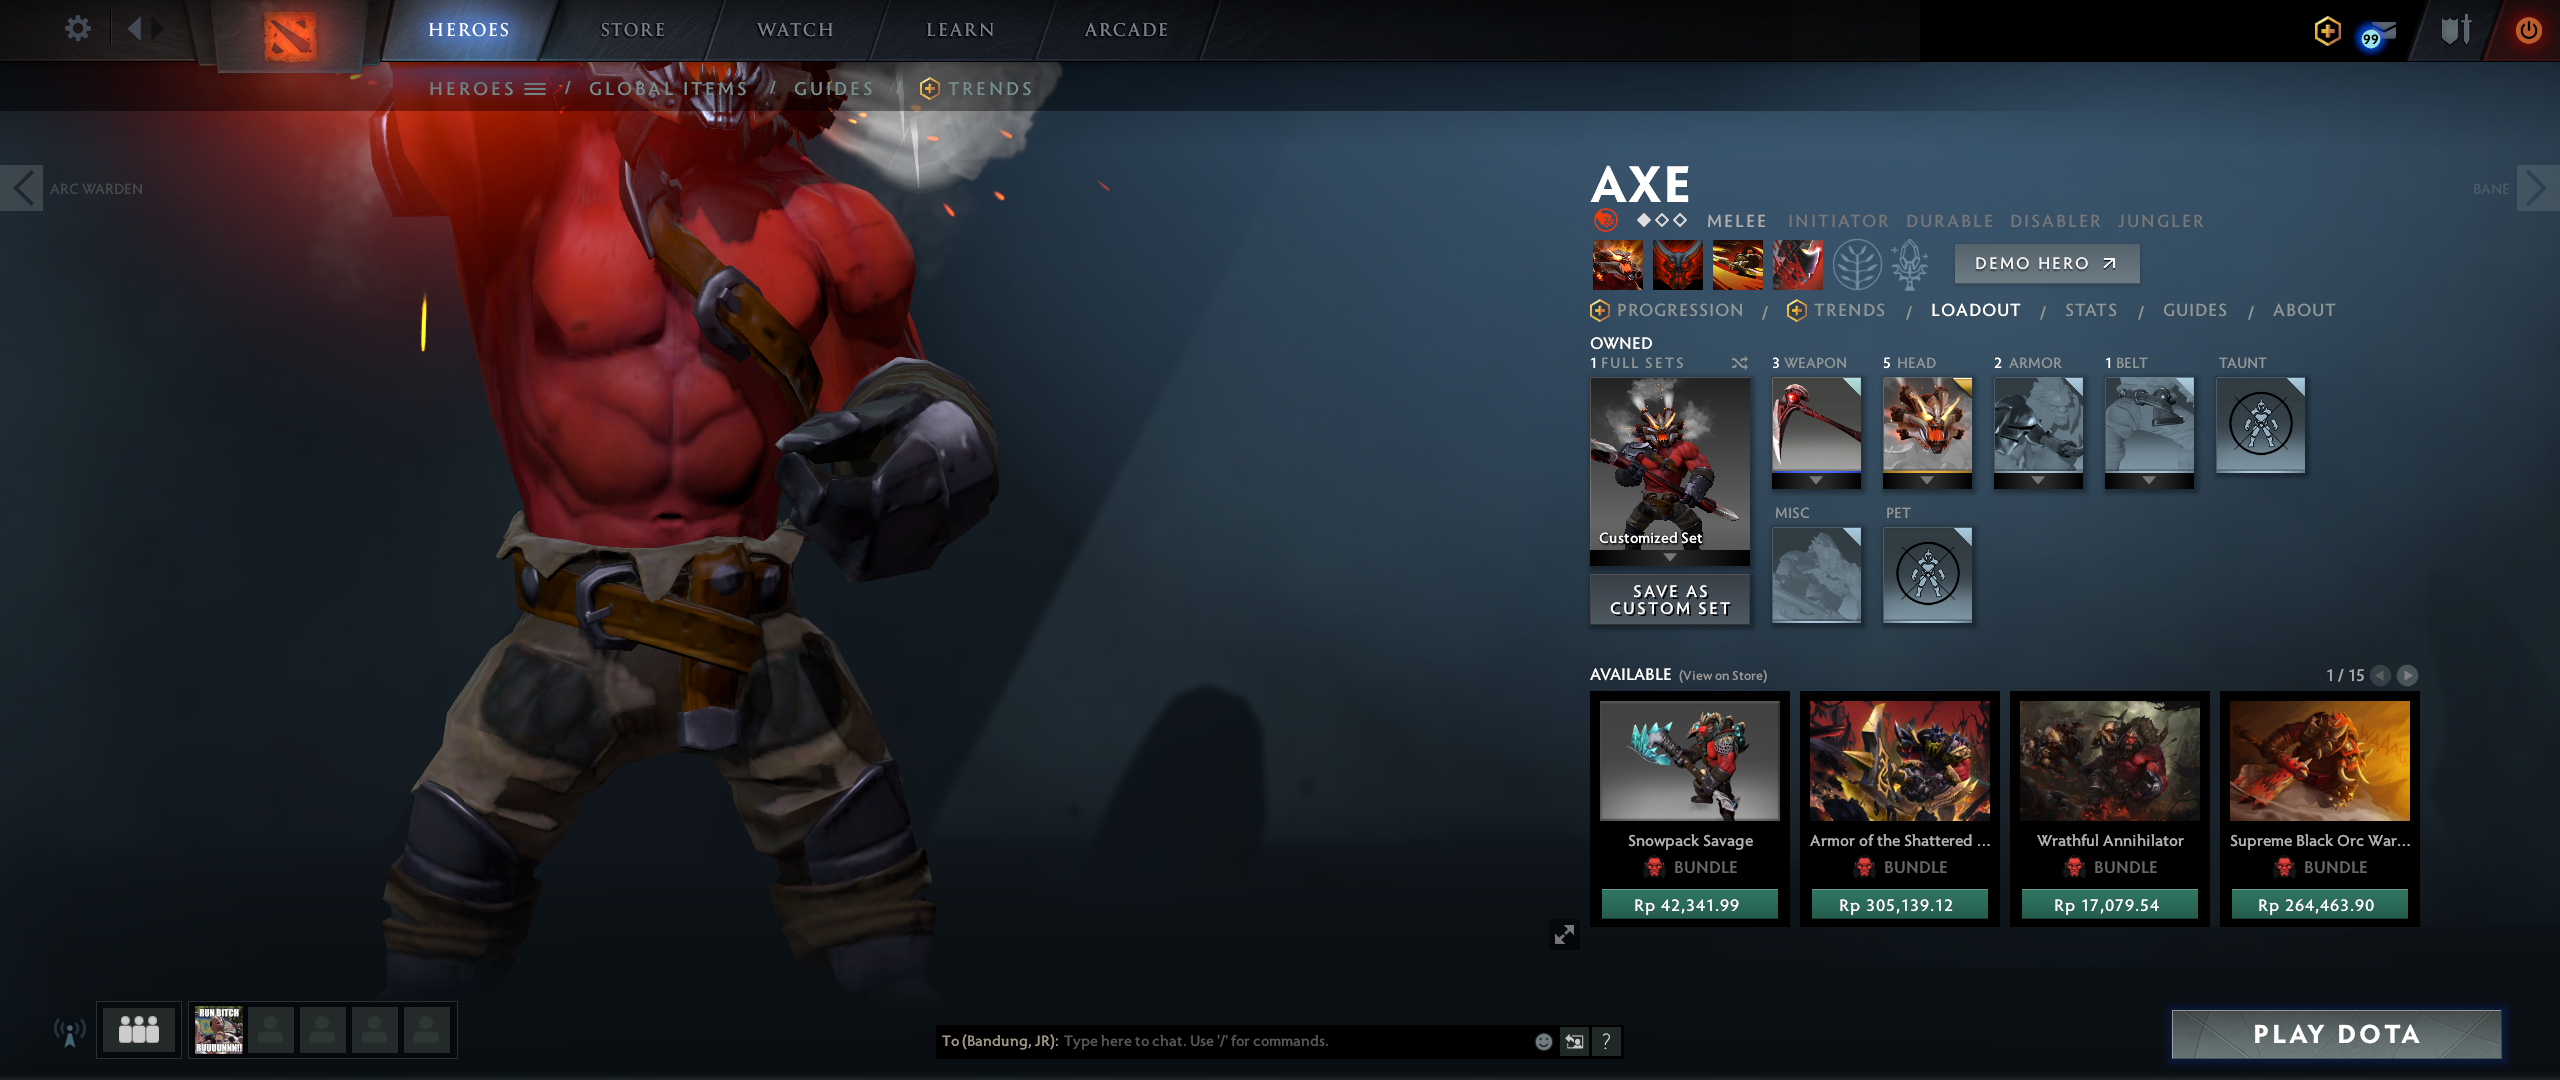 HEROES
STORE
WATCH
LEARN
ARCADE
99
HEROES / GLOBAL ITEMS / GUIDES / TRENDS
ARC WARDEN
BANE
AXE
MELEE INITIATOR DURABLE DISABLER JUNGLER
DEMO HERO
PROGRESSION / TRENDS / LOADOUT / STATS / GUIDES / ABOUT
OWNED
1 FULL SETS
3 WEAPON
5 HEAD
2 ARMOR
1 BELT
TAUNT
Customized Set
MISC
PET
SAVE AS
CUSTOM SET
AVAILABLE (View on Store)
1 / 15
Snowpack Savage
BUNDLE
Rp 42,341.99
Armor of the Shattered ...
BUNDLE
Rp 305,139.12
Wrathful Annihilator
BUNDLE
Rp 17,079.54
Supreme Black Orc War...
BUNDLE
Rp 264,463.90
RUN BITCH
RUUUUNNN!!
To (Bandung, JR): Type here to chat. Use '/' for commands.
?
PLAY DOTA